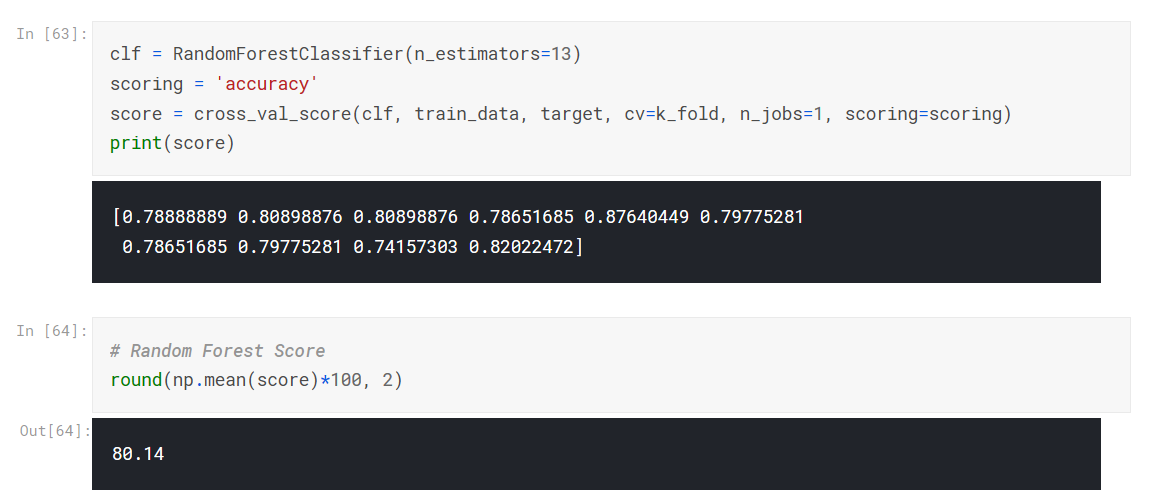 In [63]:
clf = RandomForestClassifier(n_estimators=13)
scoring = 'accuracy'
score = cross_val_score(clf, train_data, target, cv=k_fold, n_jobs=1, scoring=scoring)
print(score)
[0.78888889 0.80898876 0.80898876 0.78651685 0.87640449 0.79775281
0.78651685 0.79775281 0.74157303 0.82022472]
In [64]:
# Random Forest Score
round(np.mean(score)*100, 2)
Out[64]:
80.14